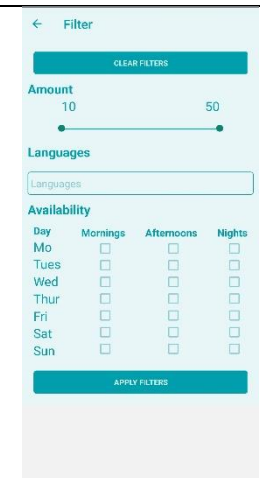 Filter
CLEAR FILTERS
Amount
10 50
Languages
Languages
Availability
Day Mornings Afternoons Nights
Mo
Tues
Wed
Thur
Fri
Sat
Sun
APPLY FILTERS